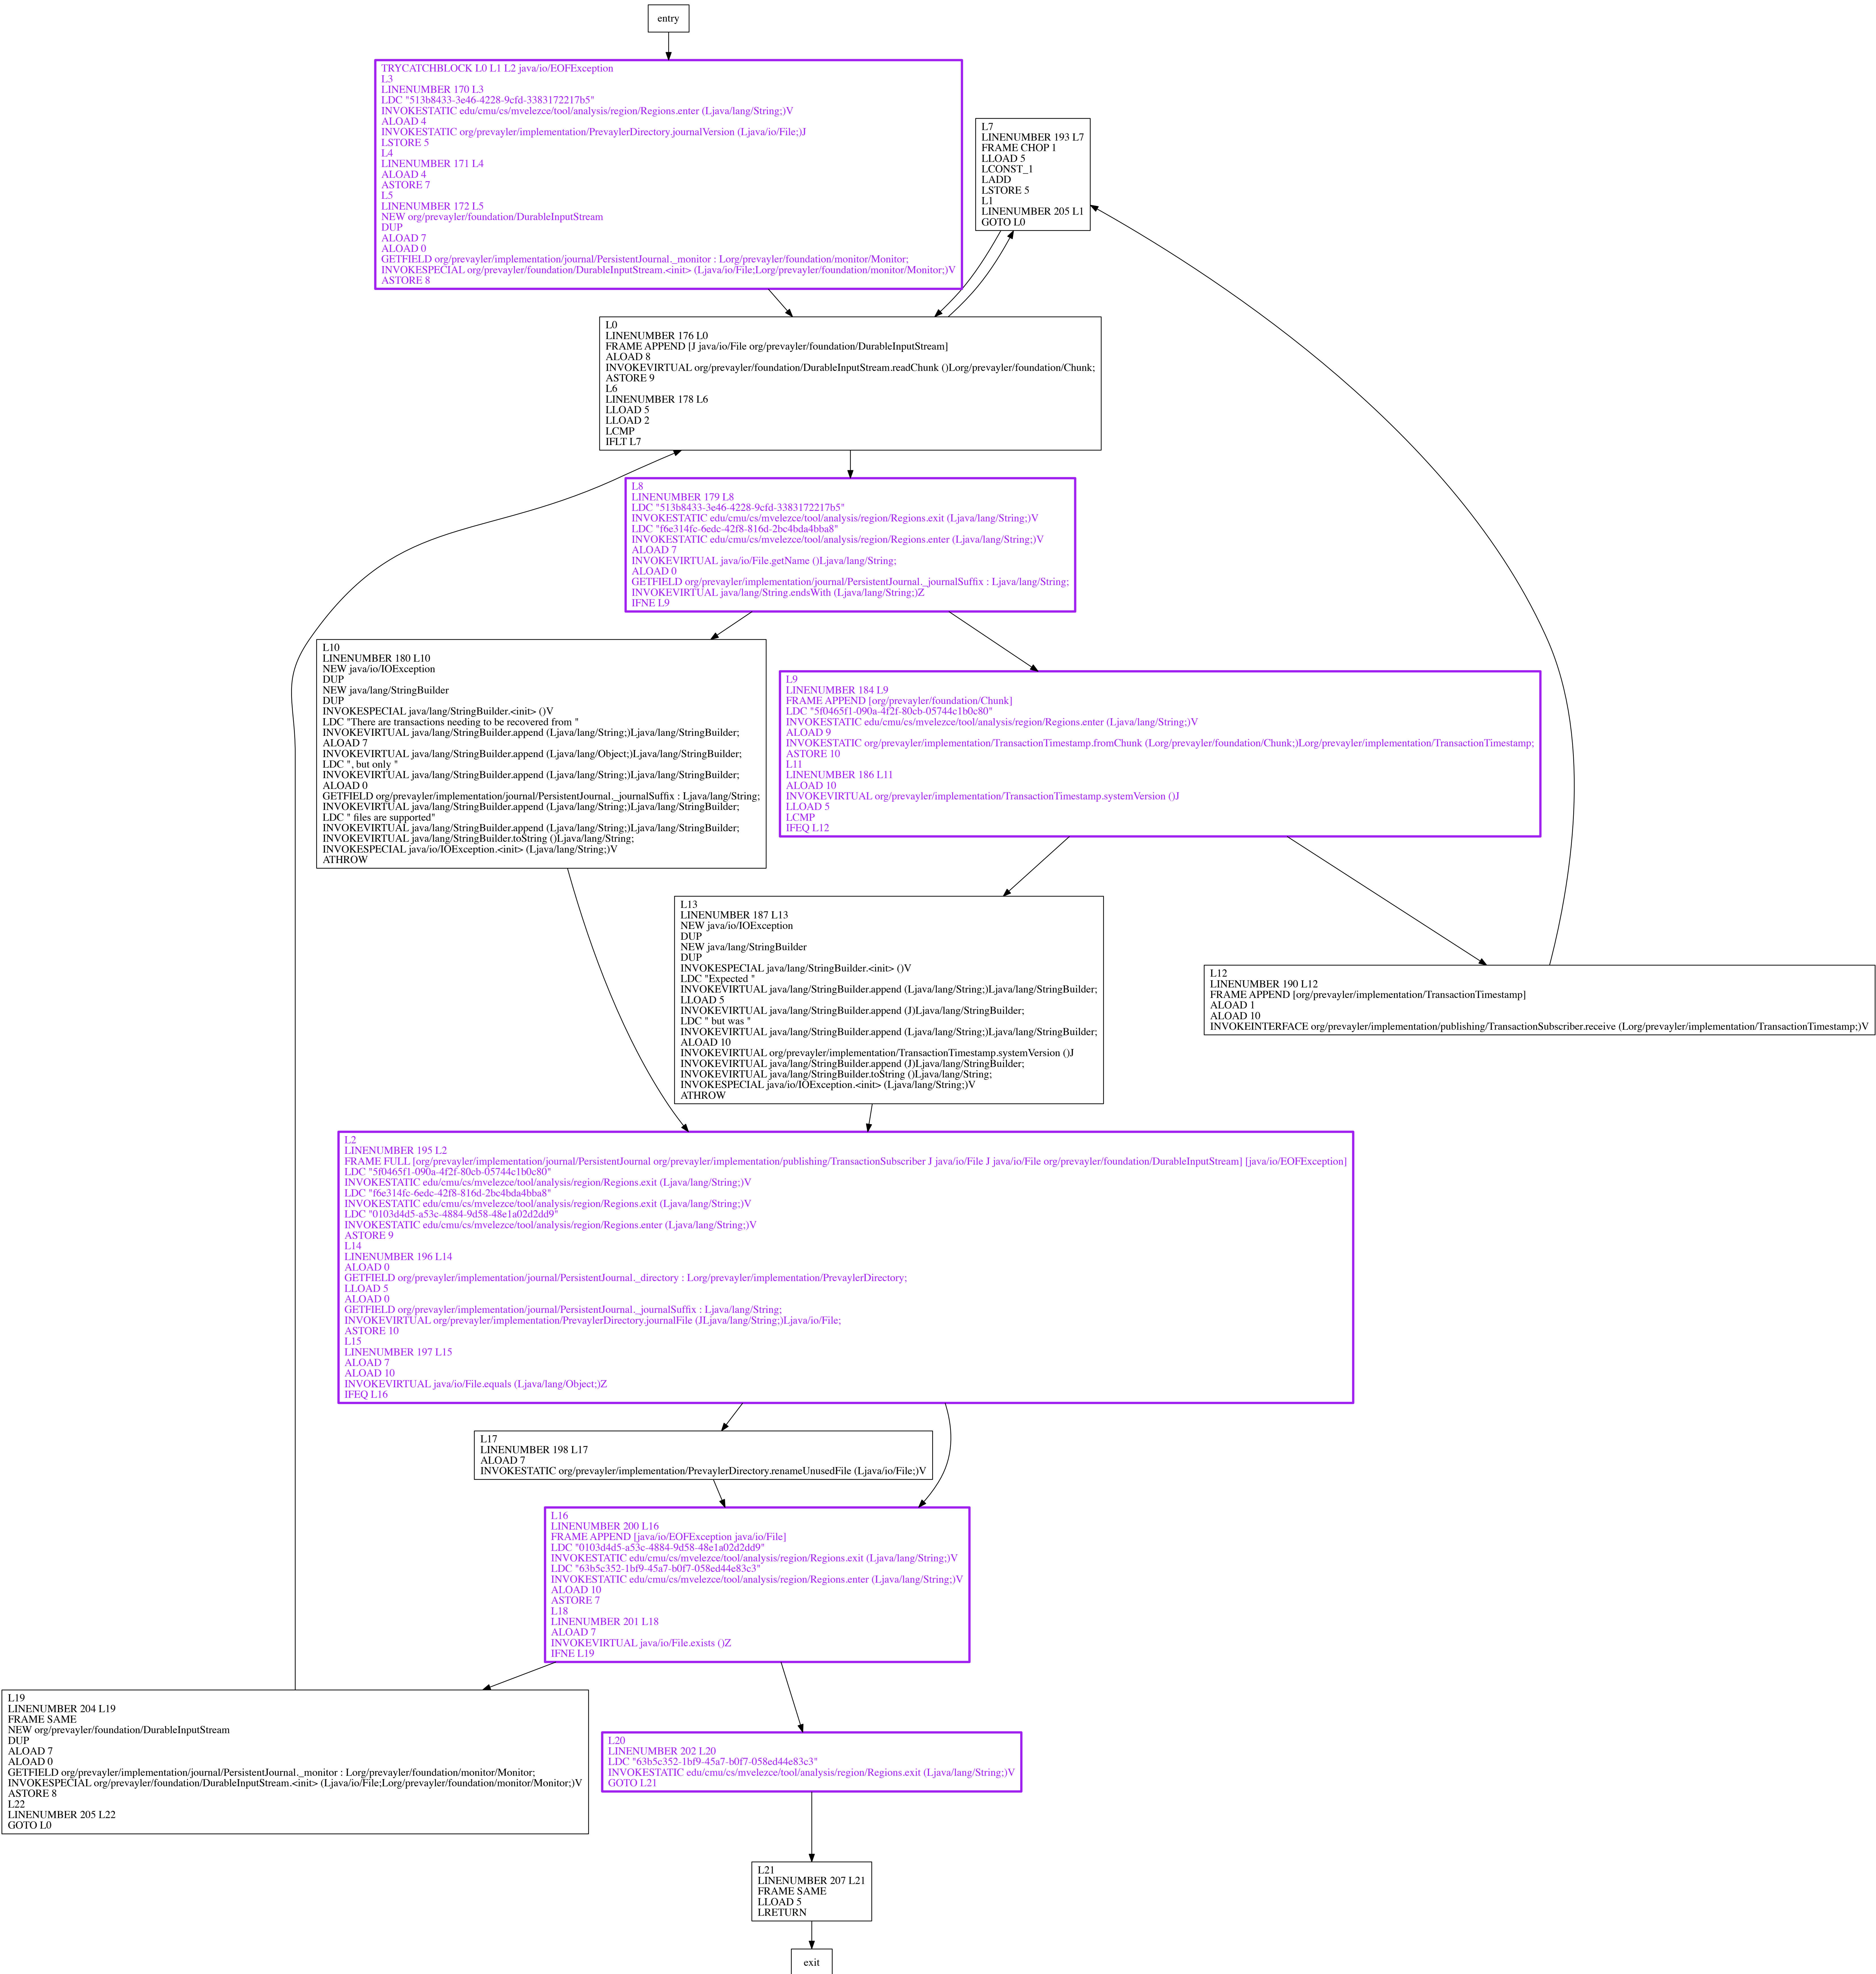 entry
TRYCATCHBLOCK L0 L1 L2 java/io/EOFException
L3
LINENUMBER 170 L3
LDC "513b8433-3e46-4228-9cfd-3383172217b5"
INVOKESTATIC edu/cmu/cs/mvelezce/tool/analysis/region/Regions.enter (Ljava/lang/String;)V
ALOAD 4
INVOKESTATIC org/prevayler/implementation/PrevaylerDirectory.journalVersion (Ljava/io/File;)J
LSTORE 5
L4
LINENUMBER 171 L4
ALOAD 4
ASTORE 7
L5
LINENUMBER 172 L5
NEW org/prevayler/foundation/DurableInputStream
DUP
ALOAD 7
ALOAD 0
GETFIELD org/prevayler/implementation/journal/PersistentJournal._monitor : Lorg/prevayler/foundation/monitor/Monitor;
INVOKESPECIAL org/prevayler/foundation/DurableInputStream.<init> (Ljava/io/File;Lorg/prevayler/foundation/monitor/Monitor;)V
ASTORE 8
L7
LINENUMBER 193 L7
FRAME CHOP 1
LLOAD 5
LCONST_1
LADD
LSTORE 5
L1
LINENUMBER 205 L1
GOTO L0
L0
LINENUMBER 176 L0
FRAME APPEND [J java/io/File org/prevayler/foundation/DurableInputStream]
ALOAD 8
INVOKEVIRTUAL org/prevayler/foundation/DurableInputStream.readChunk ()Lorg/prevayler/foundation/Chunk;
ASTORE 9
L6
LINENUMBER 178 L6
LLOAD 5
LLOAD 2
LCMP
IFLT L7
L8
LINENUMBER 179 L8
LDC "513b8433-3e46-4228-9cfd-3383172217b5"
INVOKESTATIC edu/cmu/cs/mvelezce/tool/analysis/region/Regions.exit (Ljava/lang/String;)V
LDC "f6e314fc-6edc-42f8-816d-2bc4bda4bba8"
INVOKESTATIC edu/cmu/cs/mvelezce/tool/analysis/region/Regions.enter (Ljava/lang/String;)V
ALOAD 7
INVOKEVIRTUAL java/io/File.getName ()Ljava/lang/String;
ALOAD 0
GETFIELD org/prevayler/implementation/journal/PersistentJournal._journalSuffix : Ljava/lang/String;
INVOKEVIRTUAL java/lang/String.endsWith (Ljava/lang/String;)Z
IFNE L9
L10
LINENUMBER 180 L10
NEW java/io/IOException
DUP
NEW java/lang/StringBuilder
DUP
INVOKESPECIAL java/lang/StringBuilder.<init> ()V
LDC "There are transactions needing to be recovered from "
INVOKEVIRTUAL java/lang/StringBuilder.append (Ljava/lang/String;)Ljava/lang/StringBuilder;
ALOAD 7
INVOKEVIRTUAL java/lang/StringBuilder.append (Ljava/lang/Object;)Ljava/lang/StringBuilder;
LDC ", but only "
INVOKEVIRTUAL java/lang/StringBuilder.append (Ljava/lang/String;)Ljava/lang/StringBuilder;
ALOAD 0
GETFIELD org/prevayler/implementation/journal/PersistentJournal._journalSuffix : Ljava/lang/String;
INVOKEVIRTUAL java/lang/StringBuilder.append (Ljava/lang/String;)Ljava/lang/StringBuilder;
LDC " files are supported"
INVOKEVIRTUAL java/lang/StringBuilder.append (Ljava/lang/String;)Ljava/lang/StringBuilder;
INVOKEVIRTUAL java/lang/StringBuilder.toString ()Ljava/lang/String;
INVOKESPECIAL java/io/IOException.<init> (Ljava/lang/String;)V
ATHROW
L9
LINENUMBER 184 L9
FRAME APPEND [org/prevayler/foundation/Chunk]
LDC "5f0465f1-090a-4f2f-80cb-05744c1b0c80"
INVOKESTATIC edu/cmu/cs/mvelezce/tool/analysis/region/Regions.enter (Ljava/lang/String;)V
ALOAD 9
INVOKESTATIC org/prevayler/implementation/TransactionTimestamp.fromChunk (Lorg/prevayler/foundation/Chunk;)Lorg/prevayler/implementation/TransactionTimestamp;
ASTORE 10
L11
LINENUMBER 186 L11
ALOAD 10
INVOKEVIRTUAL org/prevayler/implementation/TransactionTimestamp.systemVersion ()J
LLOAD 5
LCMP
IFEQ L12
L13
LINENUMBER 187 L13
NEW java/io/IOException
DUP
NEW java/lang/StringBuilder
DUP
INVOKESPECIAL java/lang/StringBuilder.<init> ()V
LDC "Expected "
INVOKEVIRTUAL java/lang/StringBuilder.append (Ljava/lang/String;)Ljava/lang/StringBuilder;
LLOAD 5
INVOKEVIRTUAL java/lang/StringBuilder.append (J)Ljava/lang/StringBuilder;
LDC " but was "
INVOKEVIRTUAL java/lang/StringBuilder.append (Ljava/lang/String;)Ljava/lang/StringBuilder;
ALOAD 10
INVOKEVIRTUAL org/prevayler/implementation/TransactionTimestamp.systemVersion ()J
INVOKEVIRTUAL java/lang/StringBuilder.append (J)Ljava/lang/StringBuilder;
INVOKEVIRTUAL java/lang/StringBuilder.toString ()Ljava/lang/String;
INVOKESPECIAL java/io/IOException.<init> (Ljava/lang/String;)V
ATHROW
L12
LINENUMBER 190 L12
FRAME APPEND [org/prevayler/implementation/TransactionTimestamp]
ALOAD 1
ALOAD 10
INVOKEINTERFACE org/prevayler/implementation/publishing/TransactionSubscriber.receive (Lorg/prevayler/implementation/TransactionTimestamp;)V
L2
LINENUMBER 195 L2
FRAME FULL [org/prevayler/implementation/journal/PersistentJournal org/prevayler/implementation/publishing/TransactionSubscriber J java/io/File J java/io/File org/prevayler/foundation/DurableInputStream] [java/io/EOFException]
LDC "5f0465f1-090a-4f2f-80cb-05744c1b0c80"
INVOKESTATIC edu/cmu/cs/mvelezce/tool/analysis/region/Regions.exit (Ljava/lang/String;)V
LDC "f6e314fc-6edc-42f8-816d-2bc4bda4bba8"
INVOKESTATIC edu/cmu/cs/mvelezce/tool/analysis/region/Regions.exit (Ljava/lang/String;)V
LDC "0103d4d5-a53c-4884-9d58-48e1a02d2dd9"
INVOKESTATIC edu/cmu/cs/mvelezce/tool/analysis/region/Regions.enter (Ljava/lang/String;)V
ASTORE 9
L14
LINENUMBER 196 L14
ALOAD 0
GETFIELD org/prevayler/implementation/journal/PersistentJournal._directory : Lorg/prevayler/implementation/PrevaylerDirectory;
LLOAD 5
ALOAD 0
GETFIELD org/prevayler/implementation/journal/PersistentJournal._journalSuffix : Ljava/lang/String;
INVOKEVIRTUAL org/prevayler/implementation/PrevaylerDirectory.journalFile (JLjava/lang/String;)Ljava/io/File;
ASTORE 10
L15
LINENUMBER 197 L15
ALOAD 7
ALOAD 10
INVOKEVIRTUAL java/io/File.equals (Ljava/lang/Object;)Z
IFEQ L16
L17
LINENUMBER 198 L17
ALOAD 7
INVOKESTATIC org/prevayler/implementation/PrevaylerDirectory.renameUnusedFile (Ljava/io/File;)V
L16
LINENUMBER 200 L16
FRAME APPEND [java/io/EOFException java/io/File]
LDC "0103d4d5-a53c-4884-9d58-48e1a02d2dd9"
INVOKESTATIC edu/cmu/cs/mvelezce/tool/analysis/region/Regions.exit (Ljava/lang/String;)V
LDC "63b5c352-1bf9-45a7-b0f7-058ed44e83c3"
INVOKESTATIC edu/cmu/cs/mvelezce/tool/analysis/region/Regions.enter (Ljava/lang/String;)V
ALOAD 10
ASTORE 7
L18
LINENUMBER 201 L18
ALOAD 7
INVOKEVIRTUAL java/io/File.exists ()Z
IFNE L19
L19
LINENUMBER 204 L19
FRAME SAME
NEW org/prevayler/foundation/DurableInputStream
DUP
ALOAD 7
ALOAD 0
GETFIELD org/prevayler/implementation/journal/PersistentJournal._monitor : Lorg/prevayler/foundation/monitor/Monitor;
INVOKESPECIAL org/prevayler/foundation/DurableInputStream.<init> (Ljava/io/File;Lorg/prevayler/foundation/monitor/Monitor;)V
ASTORE 8
L22
LINENUMBER 205 L22
GOTO L0
L20
LINENUMBER 202 L20
LDC "63b5c352-1bf9-45a7-b0f7-058ed44e83c3"
INVOKESTATIC edu/cmu/cs/mvelezce/tool/analysis/region/Regions.exit (Ljava/lang/String;)V
GOTO L21
L21
LINENUMBER 207 L21
FRAME SAME
LLOAD 5
LRETURN
exit